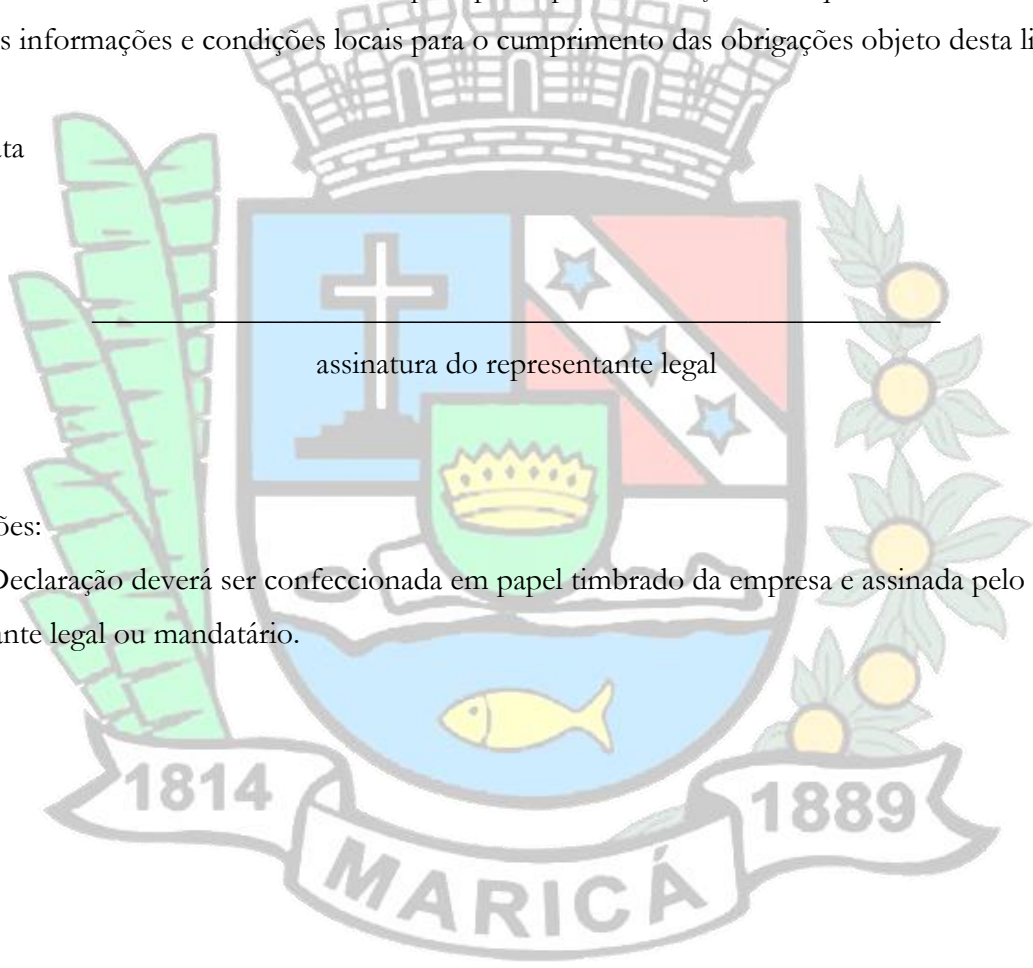 s informações e condições locais para o cumprimento das obrigações objeto desta li
ta
assinatura do representante legal
ões:
Declaração deverá ser confeccionada em papel timbrado da empresa e assinada pelo
ante legal ou mandatário.
1814
1889
MARICÁ